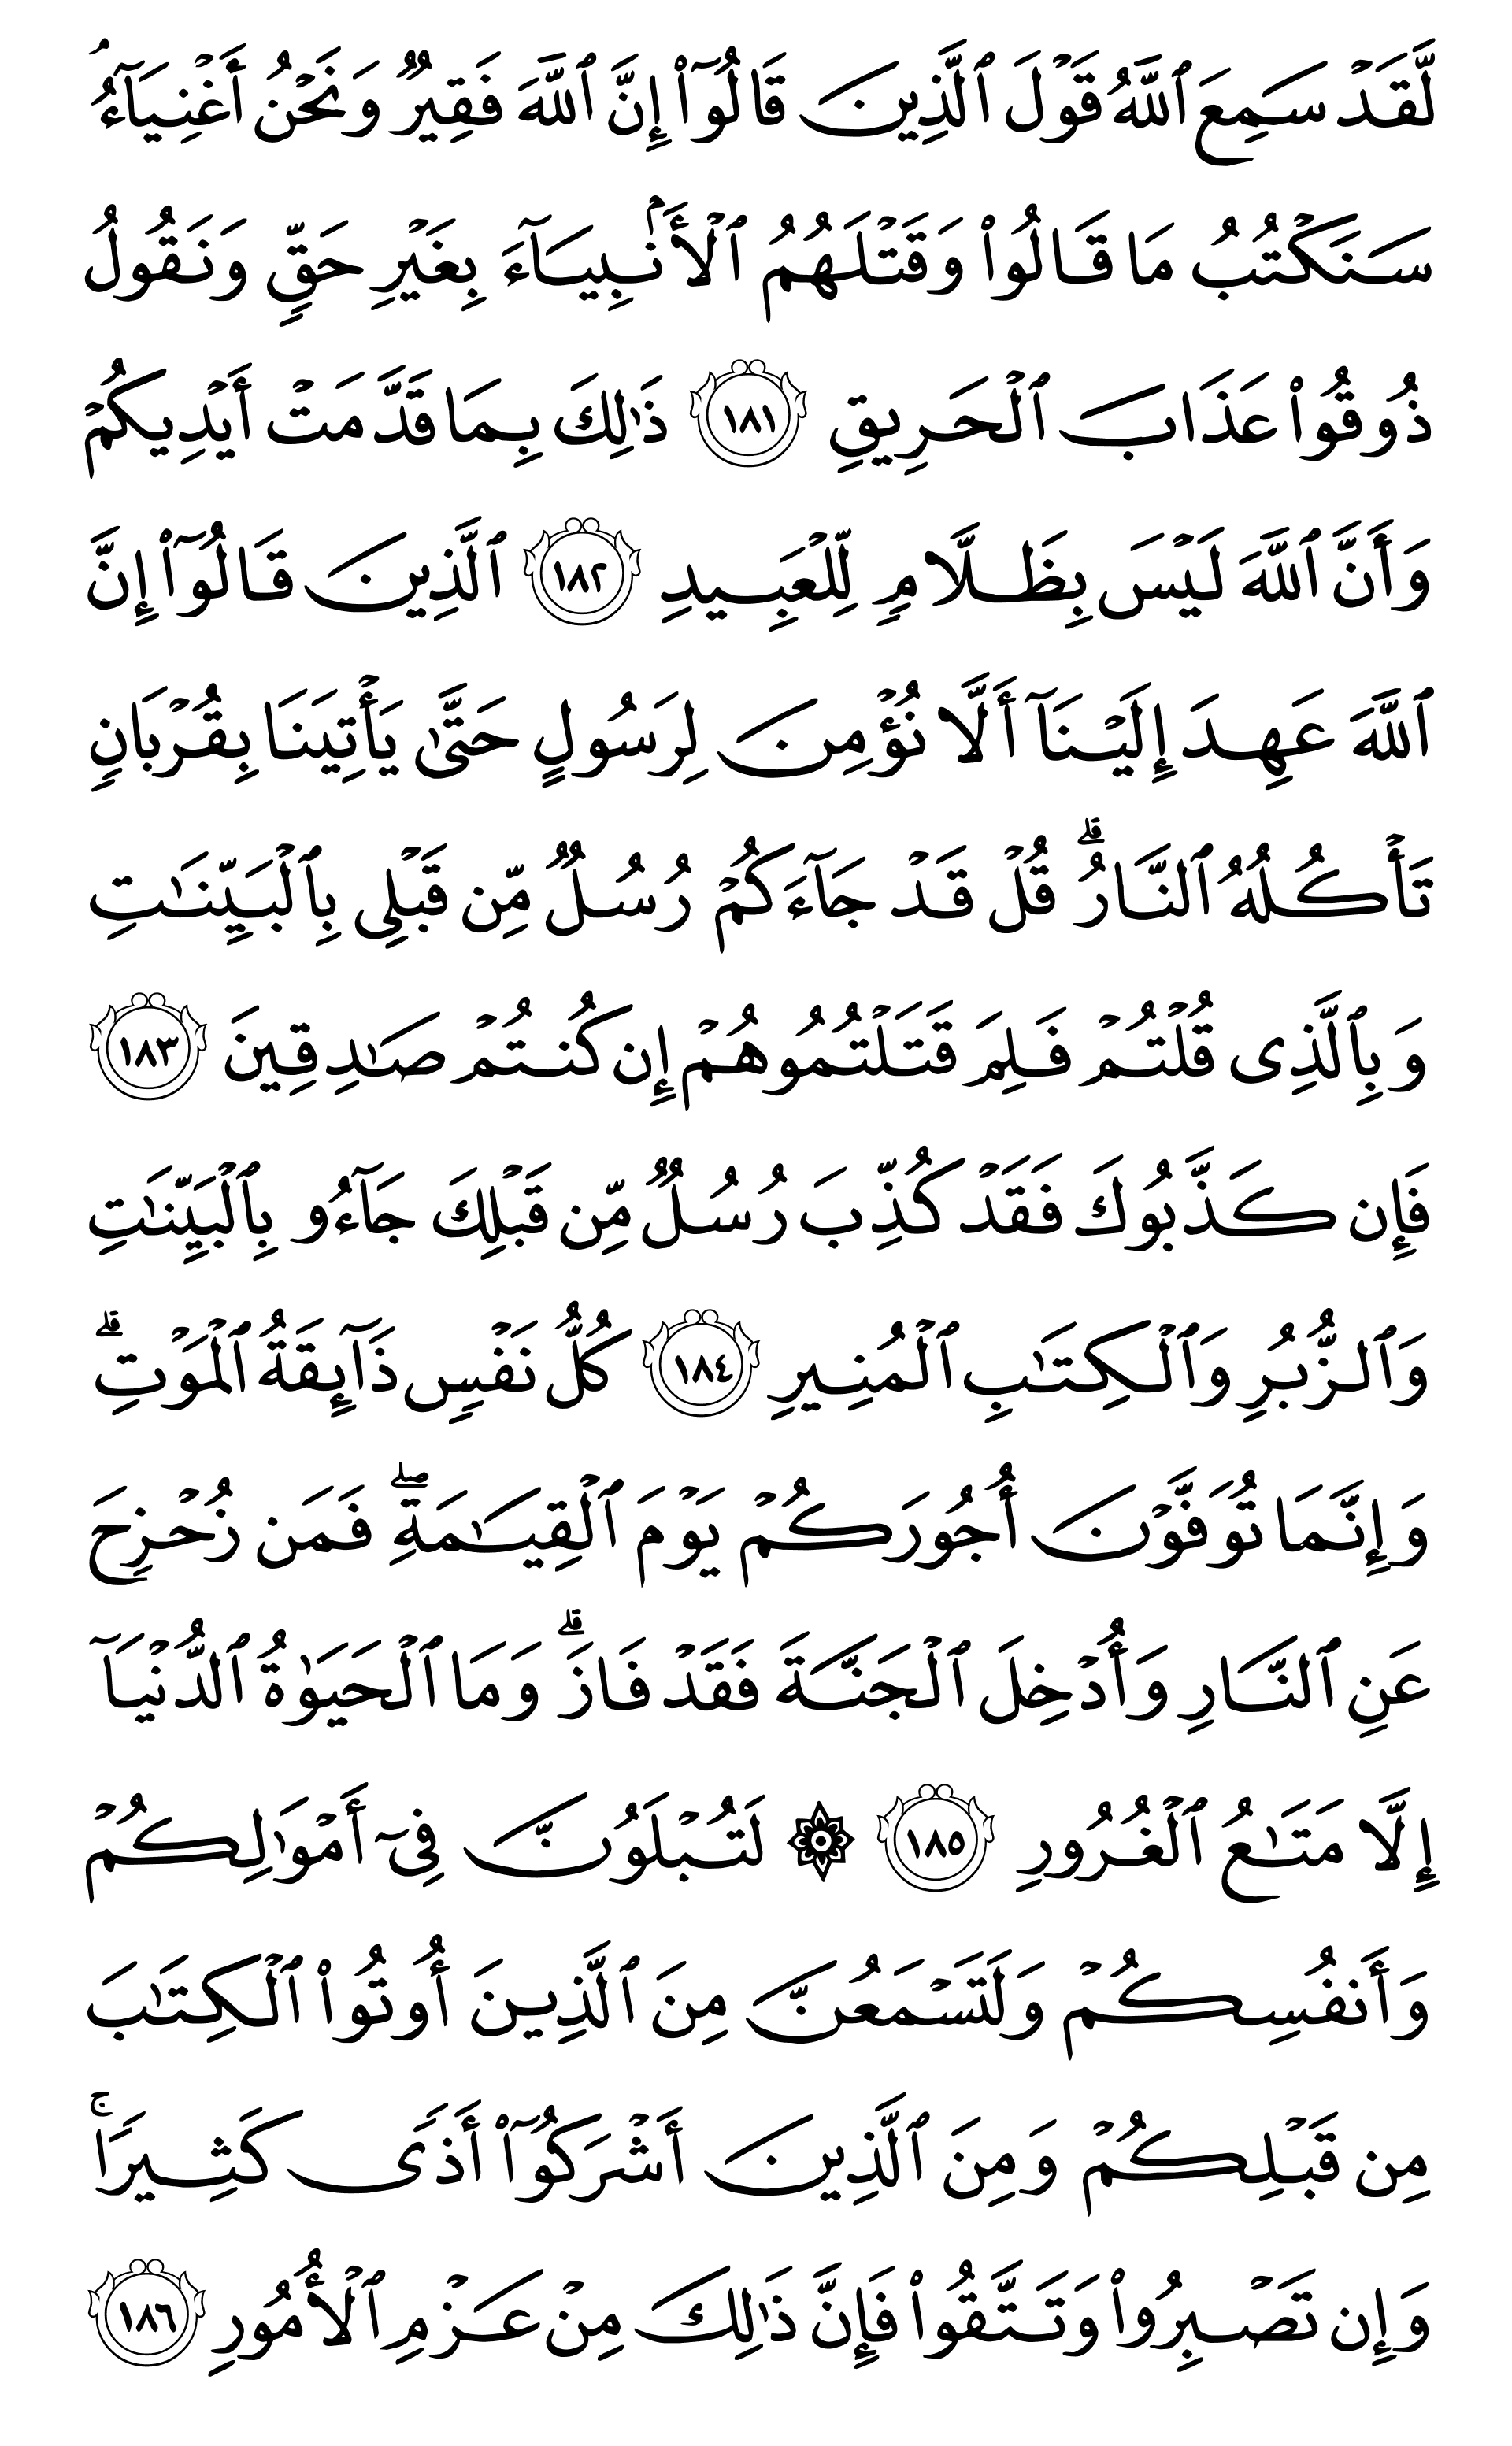 لَّقَدۡ سَمِعَ ٱللَّهُ قَوۡلَ ٱلَّذِينَ قَالُوٓاْ إِنَّ ٱللَّهَ فَقِيرٞ وَنَحۡنُ أَغۡنِيَآءُۘ
سَنَكۡتُبُ مَا قَالُواْ وَقَتۡلَهُمُ ٱلۡأَنۢبِيَآءَ بِغَيۡرِ حَقّٖ وَنَقُولُ
ذُوقُواْ عَذَابَ ٱلۡحَرِيقِ ١٨١ ذَٰلِكَ بِمَا قَدَّمَتۡ أَيۡدِيكُمۡ
وَأَنَّ ٱللَّهَ لَيۡسَ بِظَلَّامٖ لِّلۡعَبِيدِ ١٨٢ ٱلَّذِينَ قَالُوٓاْ إِنَّ
ٱللَّهَ عَهِدَ إِلَيۡنَآ أَلَّا نُؤۡمِنَ لِرَسُولٍ حَتَّىٰ يَأۡتِيَنَا بِقُرۡبَانٖ
تَأۡكُلُهُ ٱلنَّارُۗ قُلۡ قَدۡ جَآءَكُمۡ رُسُلٞ مِّن قَبۡلِي بِٱلۡبَيِّنَٰتِ
وَبِٱلَّذِي قُلۡتُمۡ فَلِمَ قَتَلۡتُمُوهُمۡ إِن كُنتُمۡ صَٰدِقِينَ ١٨٣
فَإِن كَذَّبُوكَ فَقَدۡ كُذِّبَ رُسُلٞ مِّن قَبۡلِكَ جَآءُو بِٱلۡبَيِّنَٰتِ
وَٱلزُّبُرِ وَٱلۡكِتَٰبِ ٱلۡمُنِيرِ ١٨٤ كُلُّ نَفۡسٖ ذَآئِقَةُ ٱلۡمَوۡتِۗ
وَإِنَّمَا تُوَفَّوۡنَ أُجُورَكُمۡ يَوۡمَ ٱلۡقِيَٰمَةِۖ فَمَن زُحۡزِحَ
عَنِ ٱلنَّارِ وَأُدۡخِلَ ٱلۡجَنَّةَ فَقَدۡ فَازَۗ وَمَا ٱلۡحَيَوٰةُ ٱلدُّنۡيَآ
إِلَّا مَتَٰعُ ٱلۡغُرُورِ ١٨٥ ۞ لَتُبۡلَوُنَّ فِيٓ أَمۡوَٰلِكُمۡ
وَأَنفُسِكُمۡ وَلَتَسۡمَعُنَّ مِنَ ٱلَّذِينَ أُوتُواْ ٱلۡكِتَٰبَ
مِن قَبۡلِكُمۡ وَمِنَ ٱلَّذِينَ أَشۡرَكُوٓاْ أَذٗى كَثِيرٗاۚ
وَإِن تَصۡبِرُواْ وَتَتَّقُواْ فَإِنَّ ذَٰلِكَ مِنۡ عَزۡمِ ٱلۡأُمُورِ ١٨٦